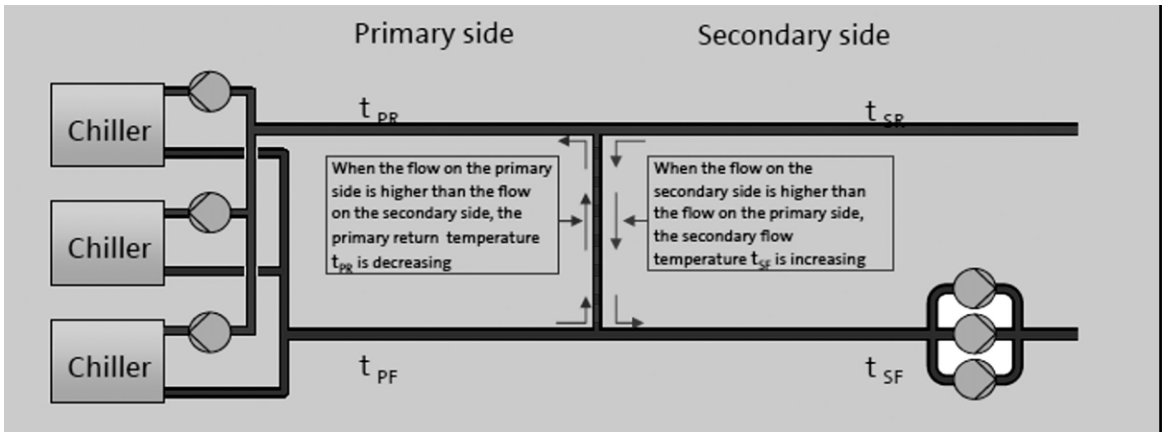 Primary side
Secondary side
Chiller
t PR
t SR
When the flow on the primary
side is higher than the flow
on the secondary side, the
primary return temperature
tPR is decreasing
When the flow on the
secondary side is higher than
the flow on the primary side,
the secondary flow
temperature tSF is increasing
Chiller
Chiller
t PF
t SF